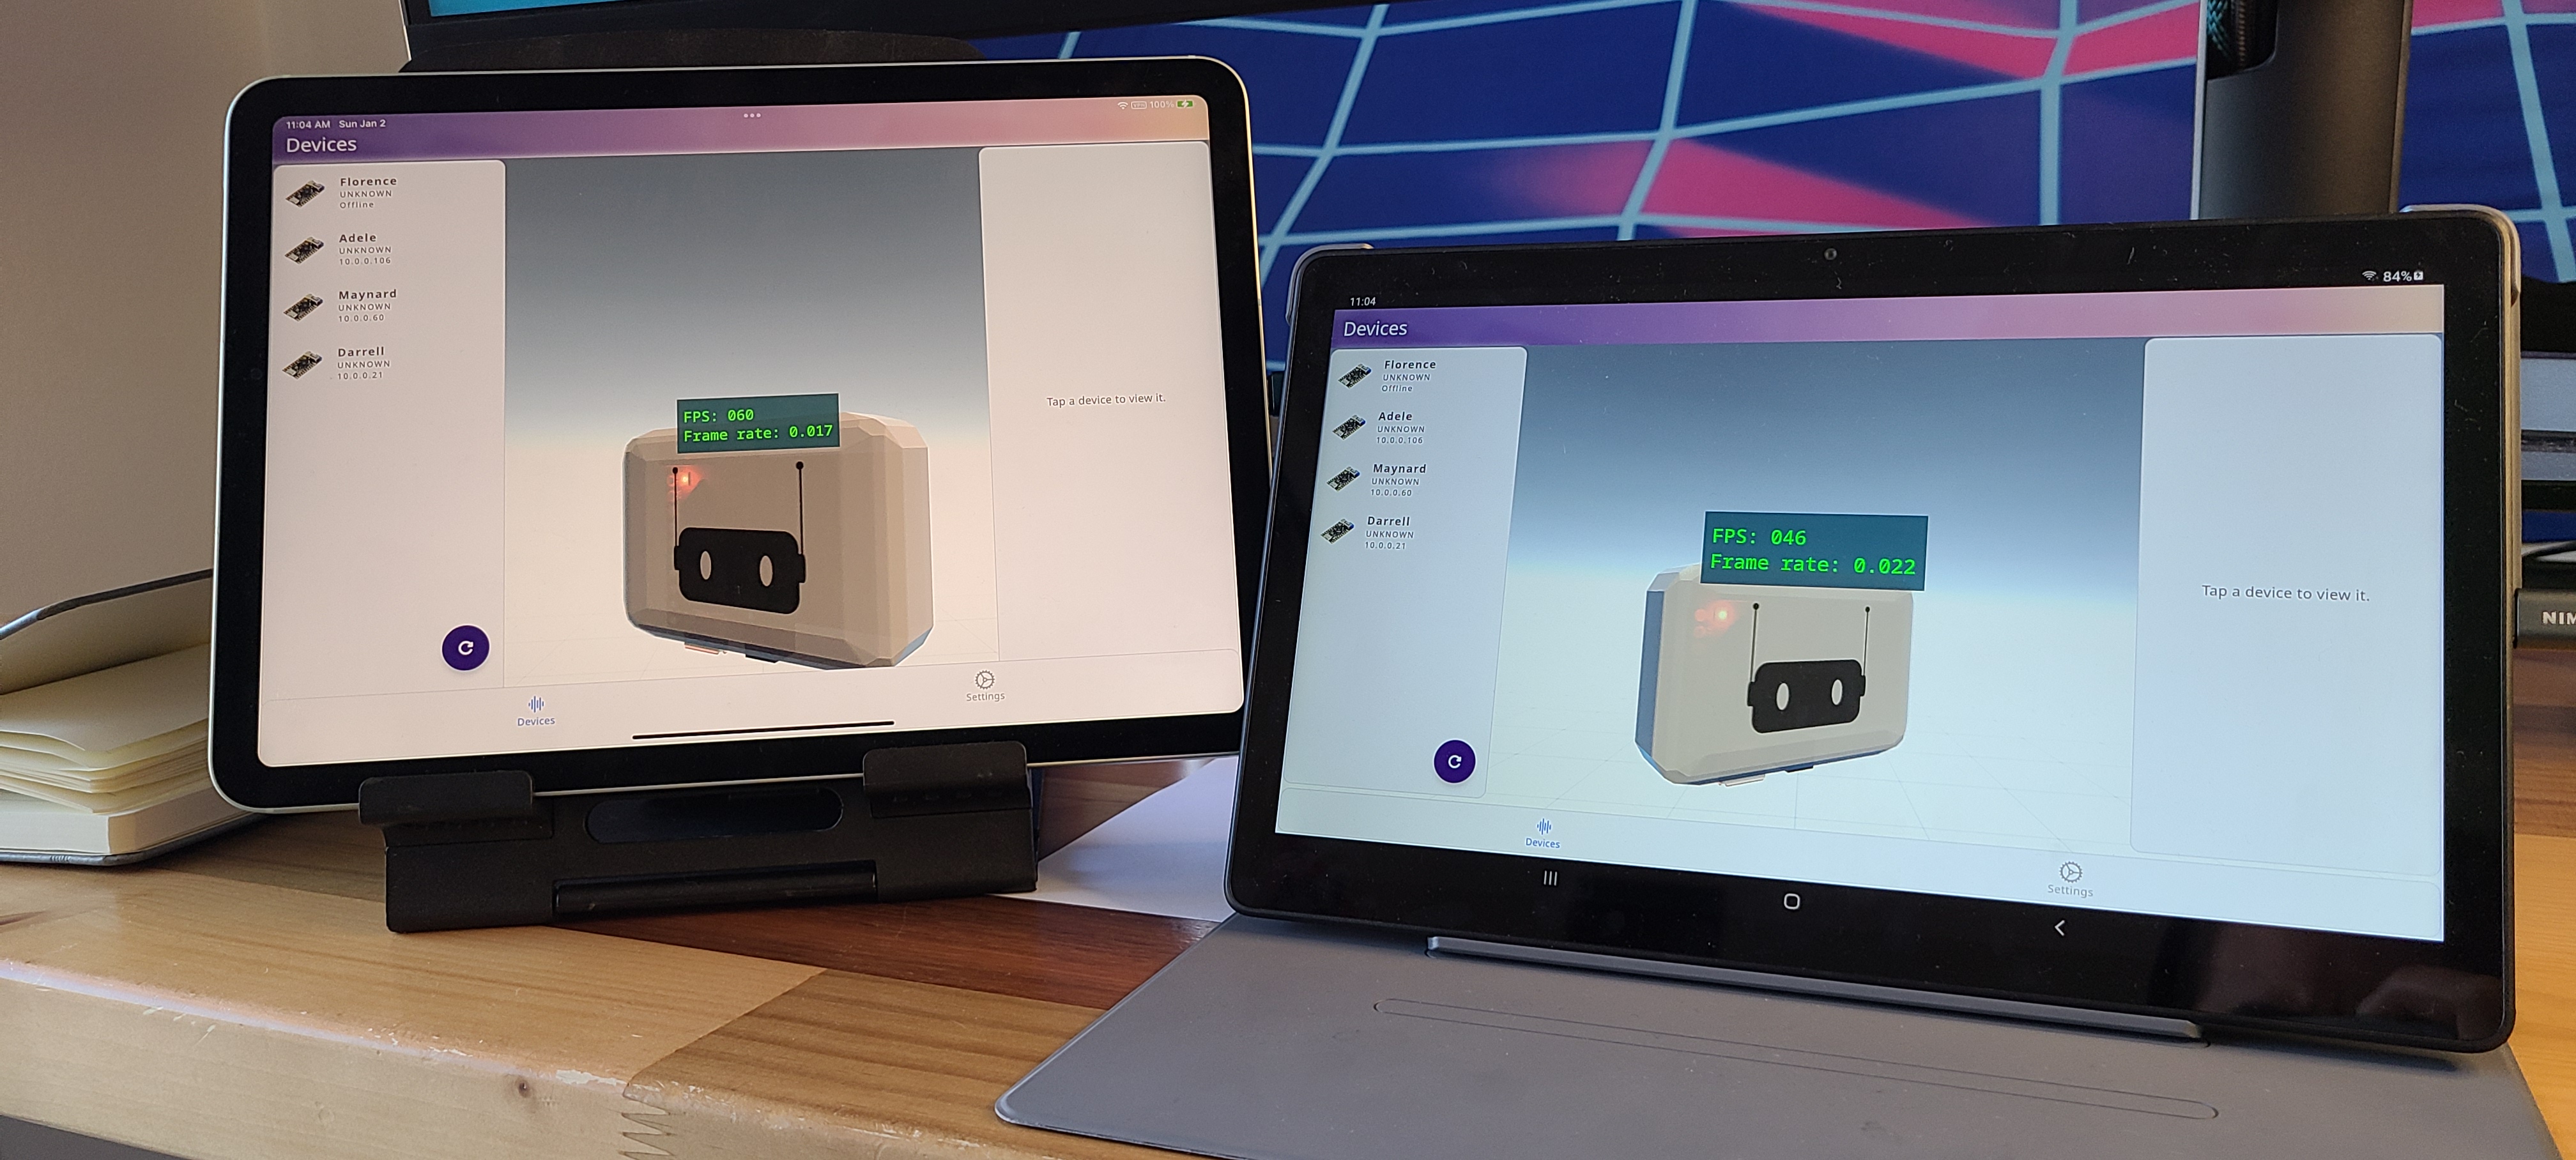 11:04 AM Sun Jan 2
100%
Devices
Florence
UNKNOWN
Offline
Adele
UNKNOWN
10.0.0.106
Maynard
UNKNOWN
10.0.0.60
Darrell
UNKNOWN
10.0.0.21
FPS: 060
Frame rate: 0.017
Tap a device to view it.
Devices
Settings
11:04
84%
Devices
Florence
UNKNOWN
Offline
Adele
UNKNOWN
10.0.0.106
Maynard
UNKNOWN
10.0.0.60
Darrell
UNKNOWN
10.0.0.21
FPS: 046
Frame rate: 0.022
Tap a device to view it.
Devices
Settings
NIM